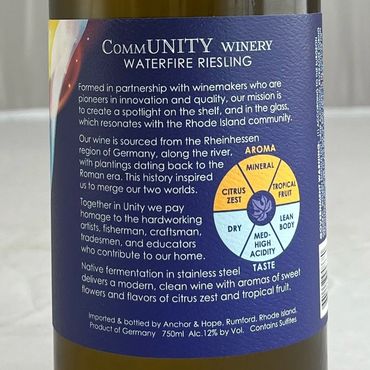 CommUNITY WINERY
WATERFIRE RIESLING
Formed in partnership with winemakers who are
pioneers in innovation and quality, our mission is
to create a spotlight on the shelf, and in the glass,
which resonates with the Rhode Island community.
Our wine is sourced from the Rheinhessen
region of Germany, along the river,
with plantings dating back to the
Roman era. This history inspired
us to merge our two worlds.
Together in Unity we pay
homage to the hardworking
artists, fisherman, craftsman,
tradesmen, and educators
who contribute to our home.
Native fermentation in stainless steel
delivers a modern, clean wine with aromas of sweet
flowers and flavors of citrus zest and tropical fruit.
AROMA
MINERAL
CITRUS
ZEST
TROPICAL
FRUIT
DRY
LEAN
BODY
MED-
HIGH
ACIDITY
TASTE
Imported & bottled by Anchor & Hope, Rumford, Rhode Island.
Product of Germany 750ml Alc.12% by Vol. Contains Sulfites